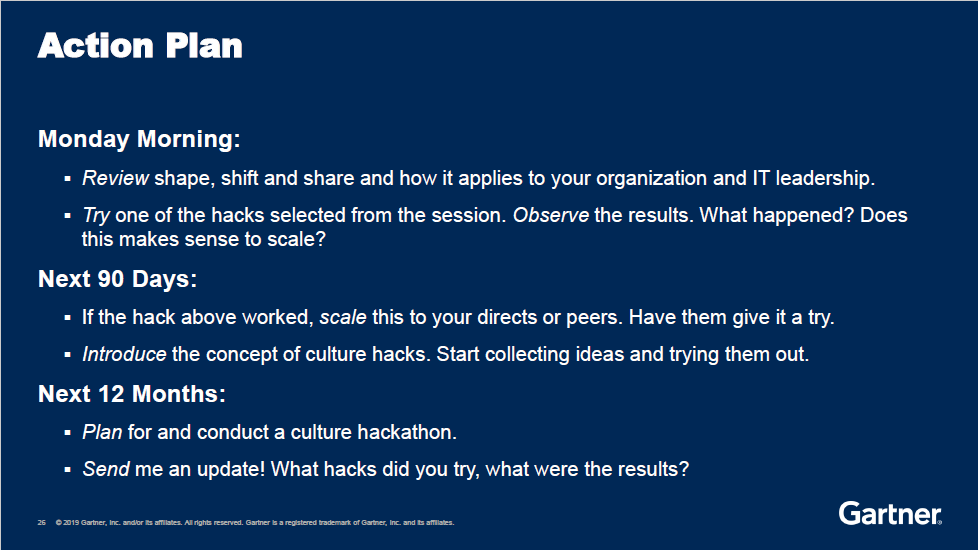 Action Plan
Monday Morning:
▪ Review shape, shift and share and how it applies to your organization and IT leadership.
▪ Try one of the hacks selected from the session. Observe the results. What happened? Does
this makes sense to scale?
Next 90 Days:
▪ If the hack above worked, scale this to your directs or peers. Have them give it a try.
▪ Introduce the concept of culture hacks. Start collecting ideas and trying them out.
Next 12 Months:
▪ Plan for and conduct a culture hackathon.
▪ Send me an update! What hacks did you try, what were the results?
26 © 2019 Gartner, Inc. and/or its affiliates. All rights reserved. Gartner is a registered trademark of Gartner, Inc. and its affiliates.
Gartner®